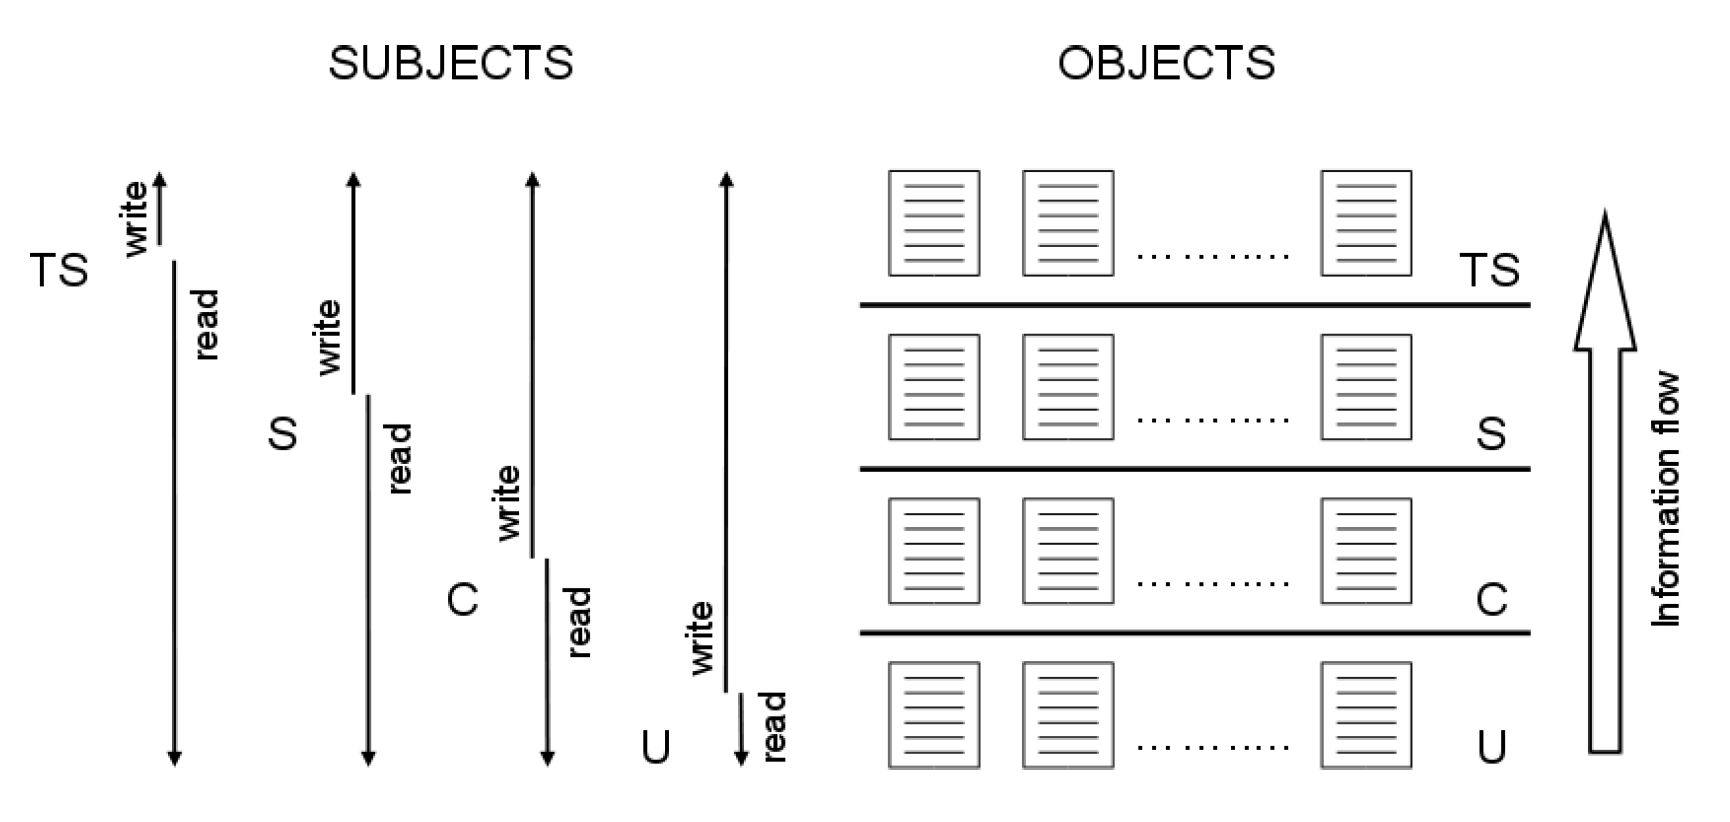 SUBJECTS
OBJECTS
write
TS
read
write
S
read
write
C
read
write
U
read
... ... ..... TS
... ... ..... S
... ... ..... C
... ... ..... U
Information flow